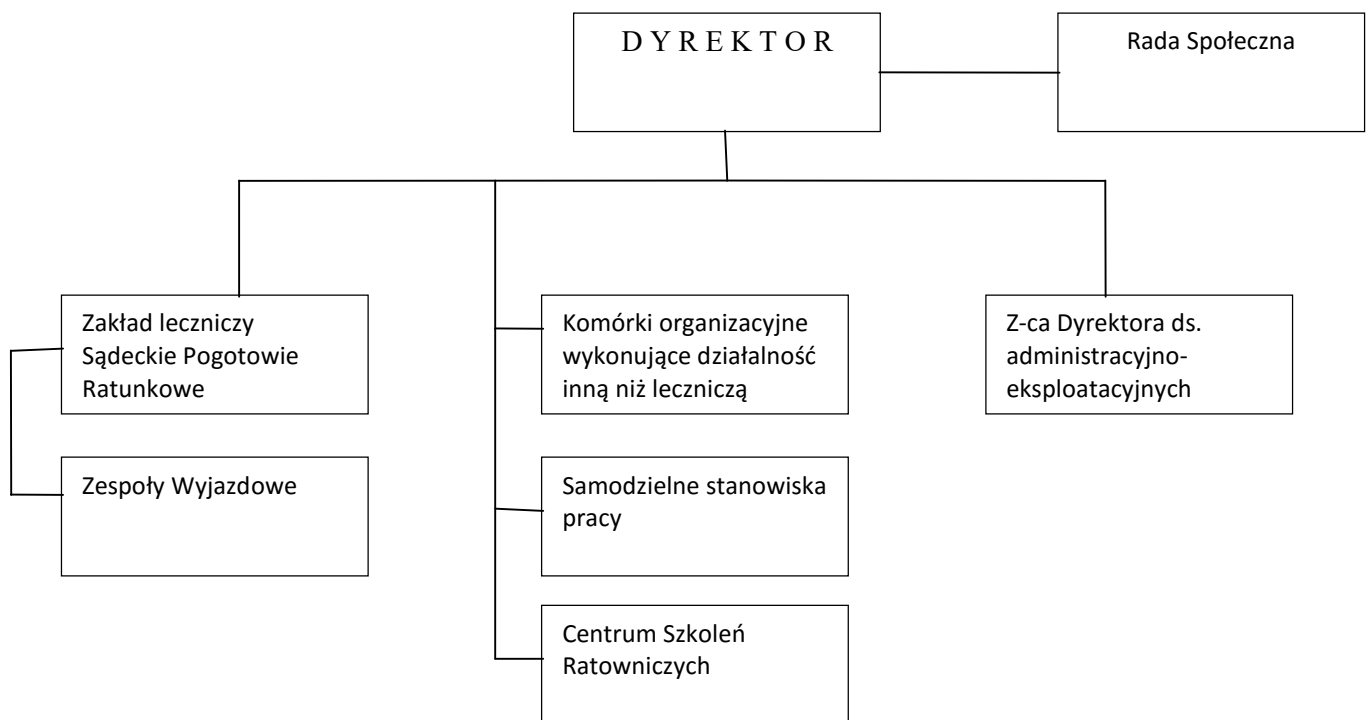 D Y R E K T O R
Rada Społeczna
Zakład leczniczy
Sądeckie Pogotowie
Ratunkowe
Komórki organizacyjne
wykonujące działalność
inną niż leczniczą
Z-ca Dyrektora ds.
administracyjno-
eksploatacyjnych
Zespoły Wyjazdowe
Samodzielne stanowiska
pracy
Centrum Szkoleń
Ratowniczych